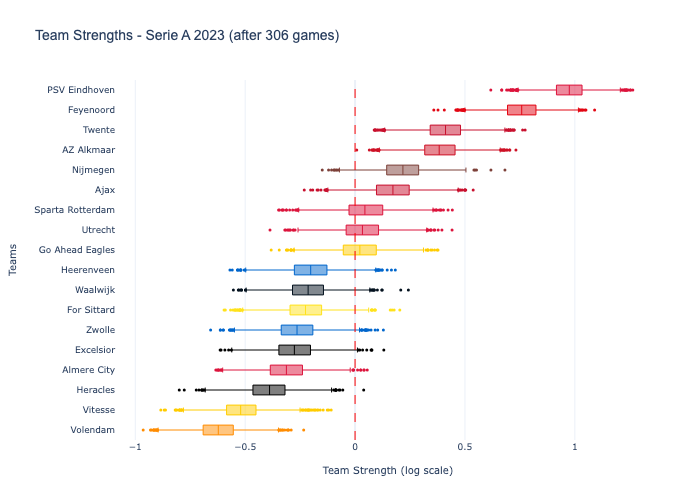 Team Strengths - Serie A 2023 (after 306 games)
PSV Eindhoven
Feyenoord
Twente
AZ Alkmaar
Nijmegen
Ajax
Sparta Rotterdam
Utrecht
Go Ahead Eagles
Heerenveen
Waalwijk
For Sittard
Zwolle
Excelsior
Almere City
Heracles
Vitesse
Volendam
Teams
−1 −0.5 0 0.5 1
Team Strength (log scale)